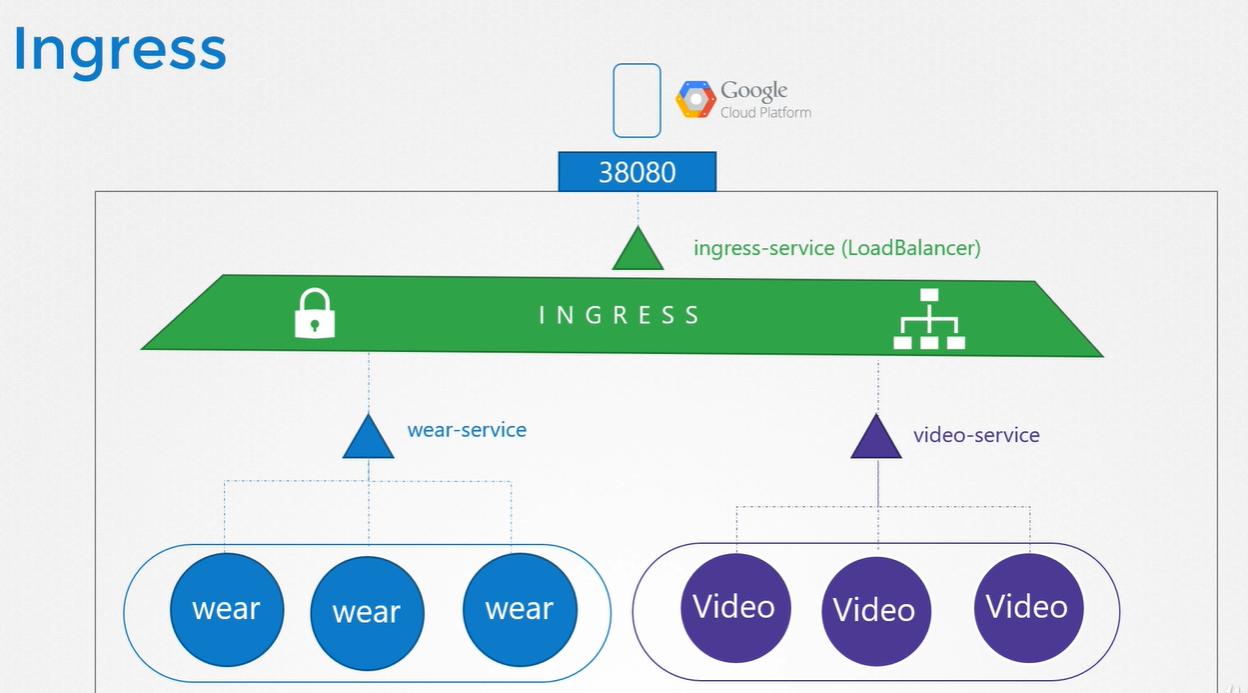 Ingress
Google
Cloud Platform
38080
ingress-service (LoadBalancer)
INGRESS
wear-service
video-service
wear
wear
wear
Video
Video
Video